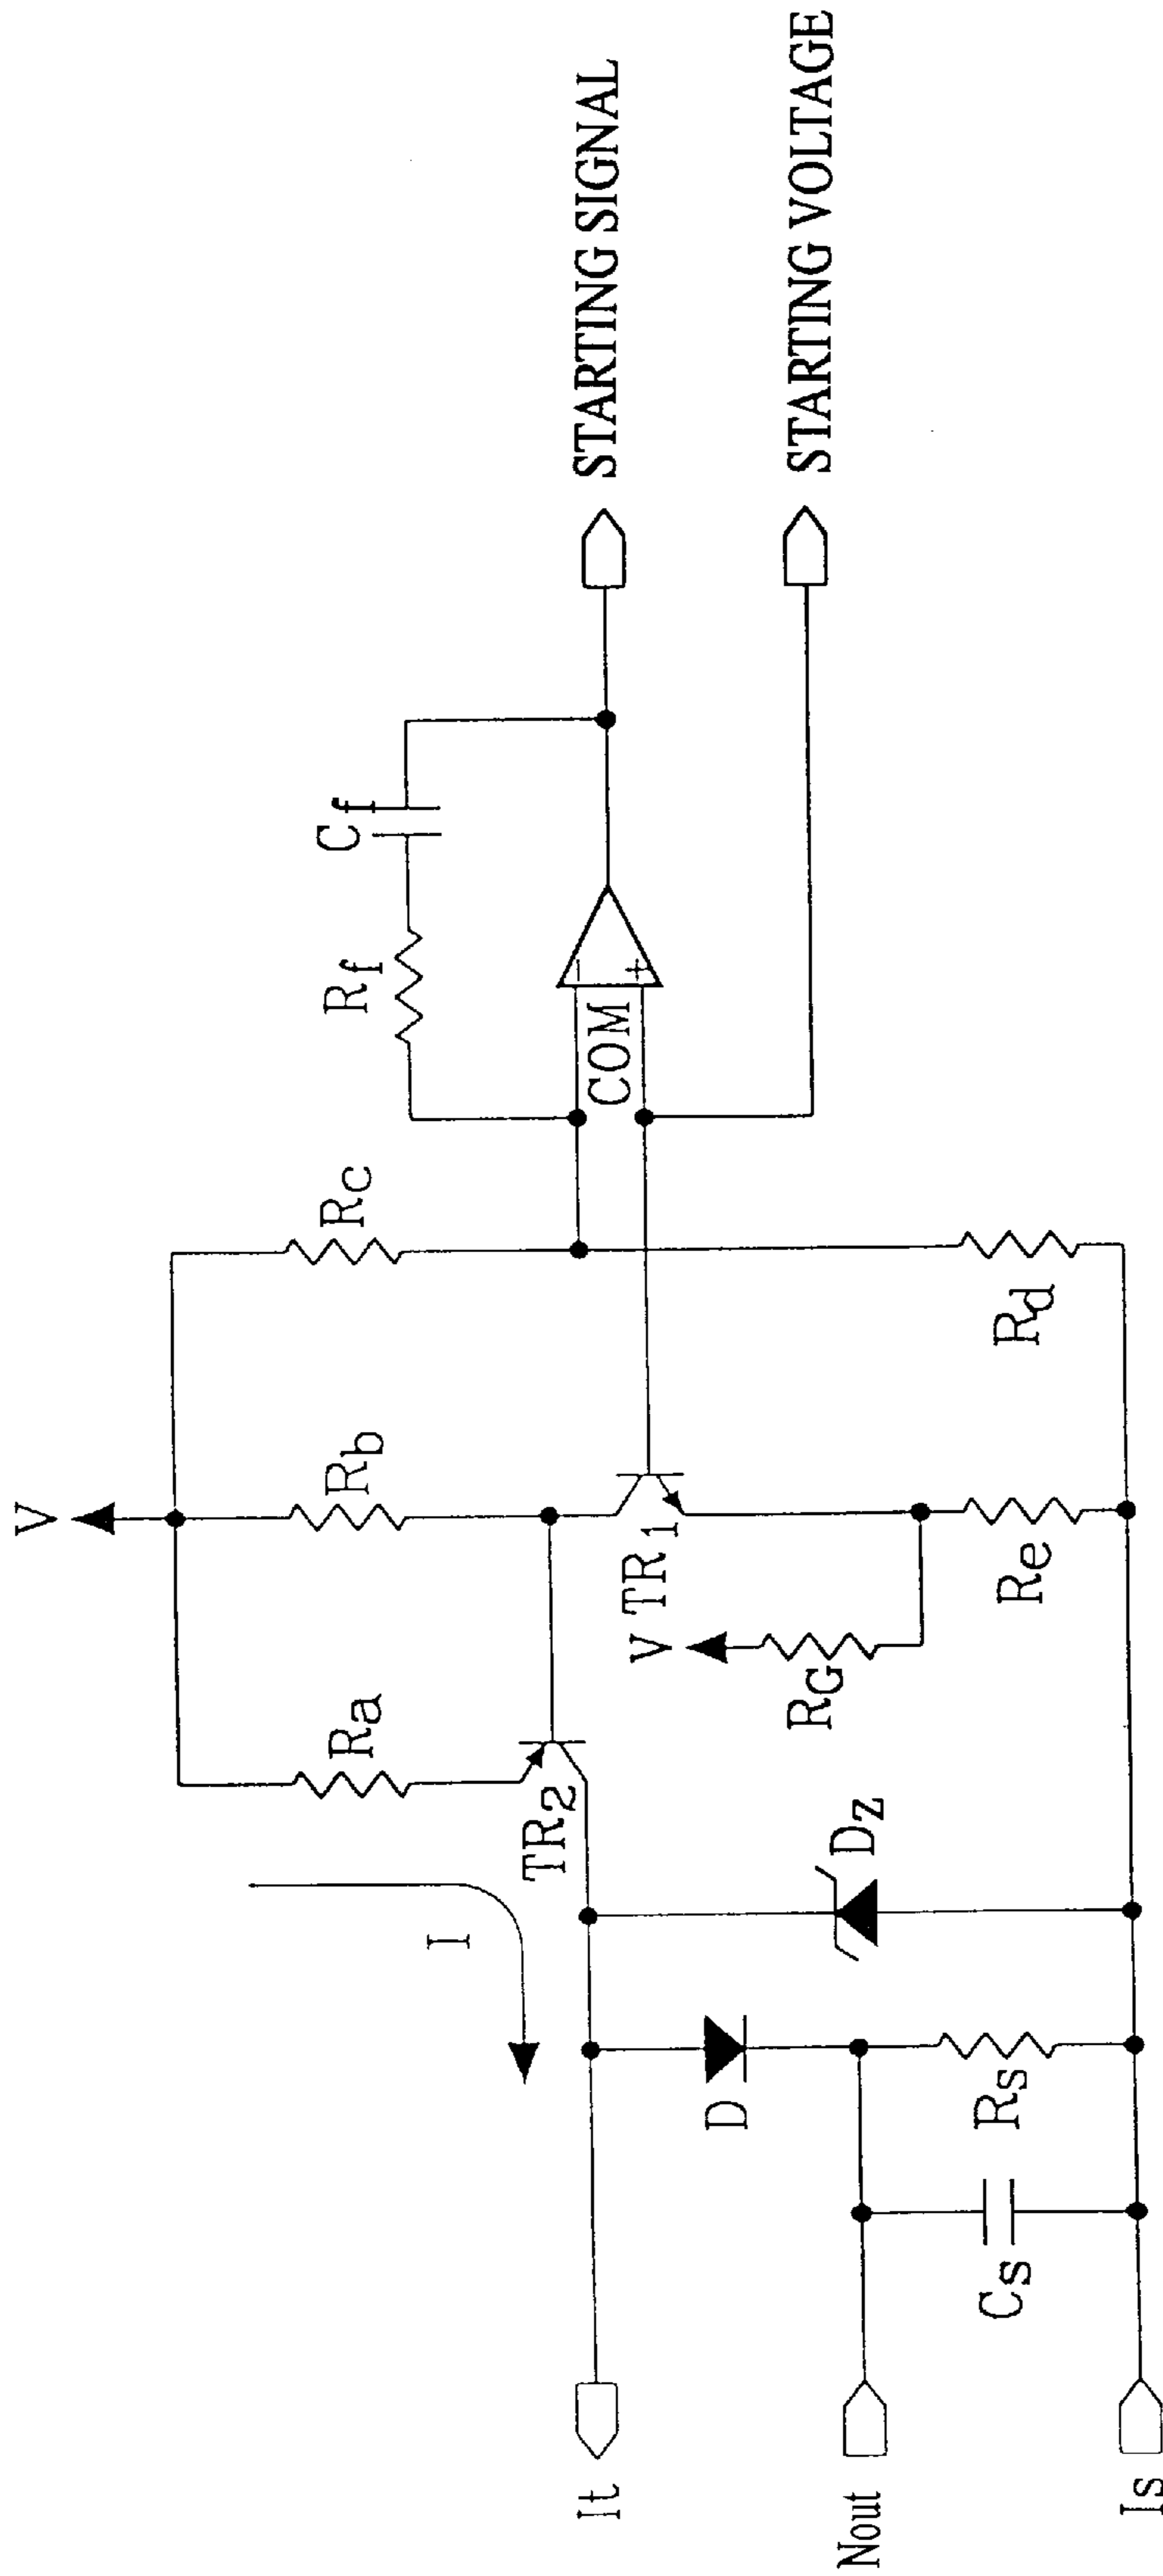 V
Ra
Rb
Rc
Rf
Cf
I
TR2
TR1
COM
−
+
STARTING SIGNAL
It
V
RG
D
DZ
STARTING VOLTAGE
Nout
Cs
Rs
Re
Rd
Is